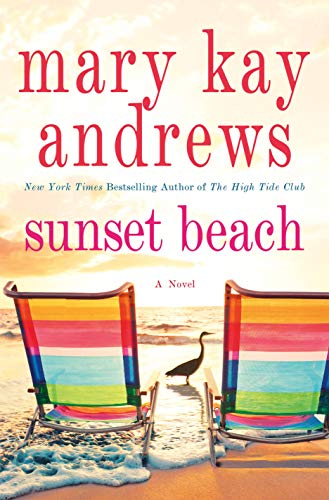 mary kay
andrews
New York Times Bestselling Author of The High Tide Club
sunset beach
A Novel